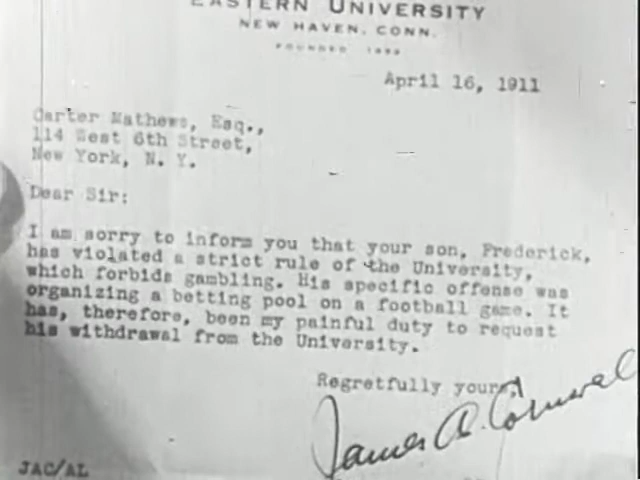 EASTERN UNIVERSITY
NEW HAVEN, CONN.
FOUNDED
April 16, 1911
Carter Mathews, Esq.,
114 West 6th Street,
New York, N. Y.
Dear Sir:
I am sorry to inform you that your son, Frederick,
has violated a strict rule of the University,
which forbids gambling. His specific offense was
organizing a betting pool on a football game. It
has, therefore, been my painful duty to request
his withdrawal from the University.
Regretfully yours,
James A. Cornwel
JAC/AL